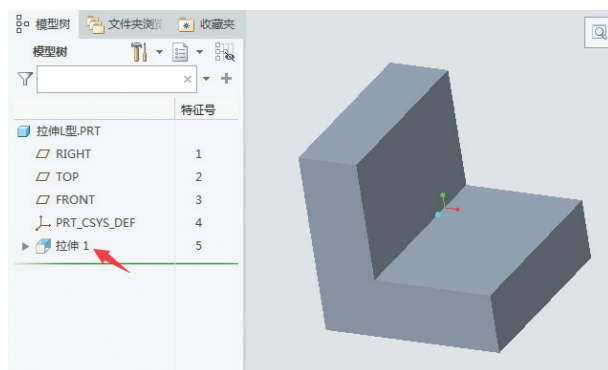 模型树 文件夹浏览 收藏夹
模型树
特征号
拉伸L型.PRT
RIGHT 1
TOP 2
FRONT 3
PRT_CSYS_DEF 4
拉伸 1 5